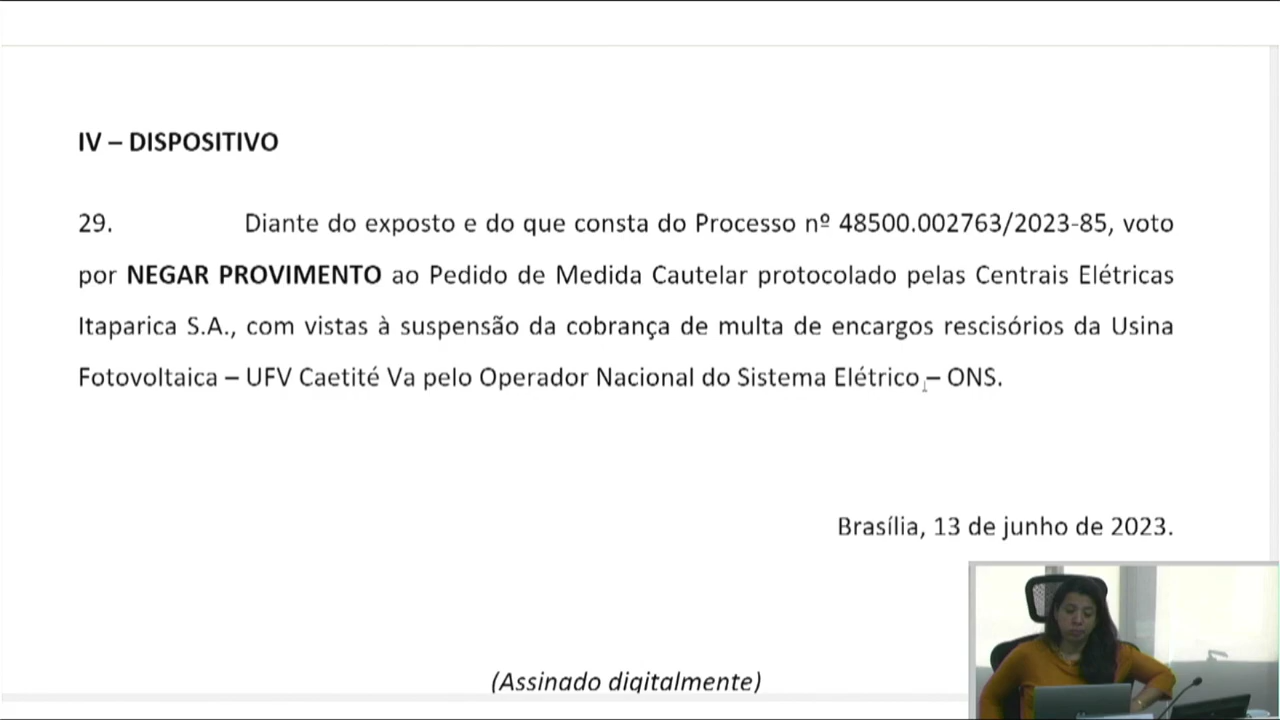 IV – DISPOSITIVO
29. Diante do exposto e do que consta do Processo nº 48500.002763/2023-85, voto
por NEGAR PROVIMENTO ao Pedido de Medida Cautelar protocolado pelas Centrais Elétricas
Itaparica S.A., com vistas à suspensão da cobrança de multa de encargos rescisórios da Usina
Fotovoltaica – UFV Caetité Va pelo Operador Nacional do Sistema Elétrico – ONS.
Brasília, 13 de junho de 2023.
(Assinado digitalmente)